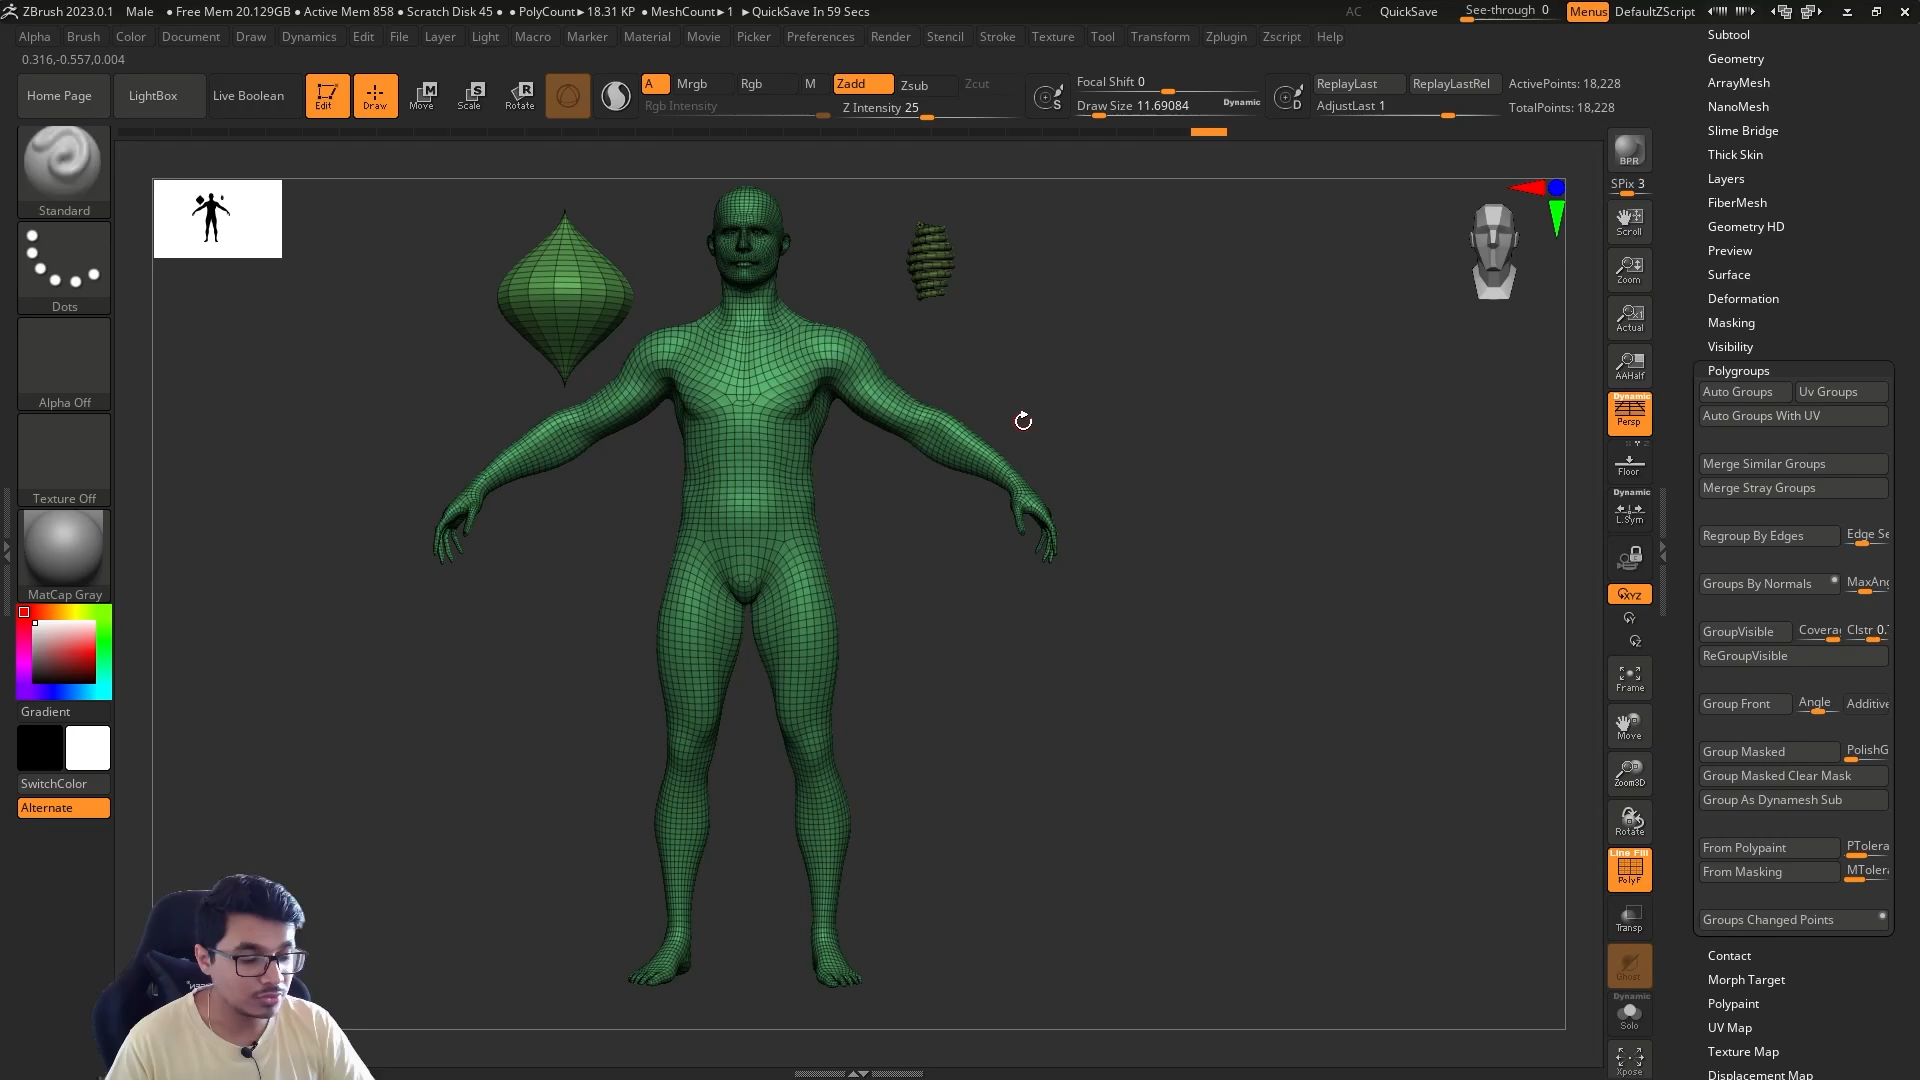 ZBrush 2023.0.1 Male ● Free Mem 20.129GB ● Active Mem 858 ● Scratch Disk 45 ● ● PolyCount► 18.31 KP ● MeshCount►1 ► QuickSave In 59 Secs AC QuickSave See-through 0 Menus DefaultZScript
Alpha Brush Color Document Draw Dynamics Edit File Layer Light Macro Marker Material Movie Picker Preferences Render Stencil Stroke Texture Tool Transform Zplugin Zscript Help
0.316,-0.557,0.004
Home Page LightBox Live Boolean Edit Draw Move Scale Rotate
A Mrgb Rgb M Zadd Zsub Zcut
Rgb Intensity Z Intensity 25
Focal Shift 0
Draw Size 11.69084 Dynamic
ReplayLast ReplayLastRel ActivePoints: 18,228
AdjustLast 1 TotalPoints: 18,228
Standard
Dots
Alpha Off
Texture Off
MatCap Gray
Gradient
SwitchColor
Alternate
BPR
SPix 3
Scroll
Zoom
Actual
AAHalf
Dynamic
Persp
Floor
Dynamic
L.Sym
XYZ
Frame
Move
Zoom3D
Rotate
Line Fill
PolyF
Transp
Ghost
Dynamic
Solo
Xpose
Subtool
Geometry
ArrayMesh
NanoMesh
Slime Bridge
Thick Skin
Layers
FiberMesh
Geometry HD
Preview
Surface
Deformation
Masking
Visibility
Polygroups
Auto Groups Uv Groups
Auto Groups With UV
Merge Similar Groups
Merge Stray Groups
Regroup By Edges Edge Se
Groups By Normals MaxAng
GroupVisible Covera Clstr 0.
ReGroupVisible
Group Front Angle Additive
Group Masked PolishG
Group Masked Clear Mask
Group As Dynamesh Sub
From Polypaint PTolera
From Masking MTolera
Groups Changed Points
Contact
Morph Target
Polypaint
UV Map
Texture Map
Displacement Map